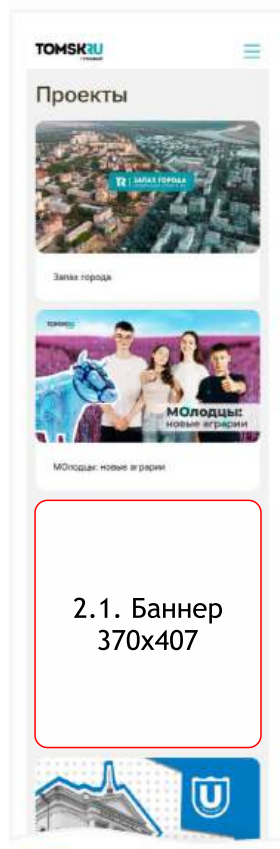 TOMSKRU
Проекты
ЗАПАХ ГОРОДА
Запах города
TOMSKRU
МОлодцы:
новые аграрии
МОлодцы: новые аграрии
2.1. Баннер
370x407
U